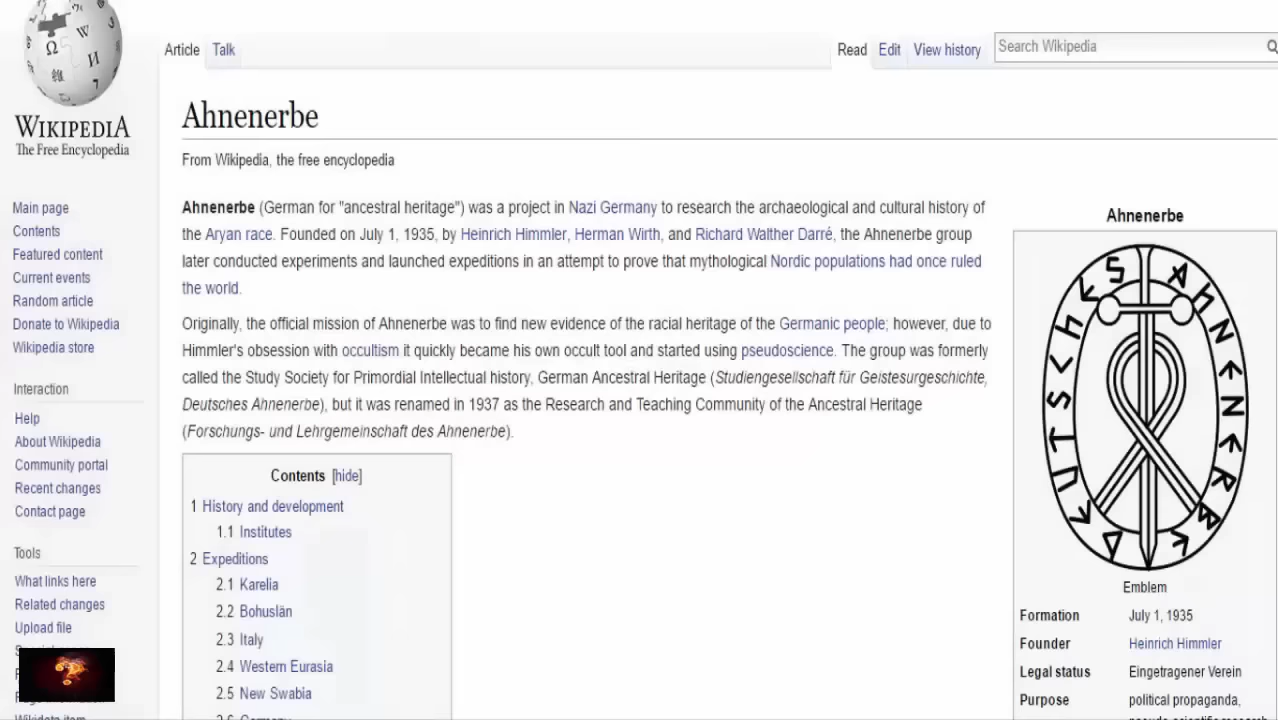 Article Talk
Read Edit View history
Search Wikipedia
WIKIPEDIA
The Free Encyclopedia
Ahnenerbe
From Wikipedia, the free encyclopedia
Main page
Contents
Featured content
Current events
Random article
Donate to Wikipedia
Wikipedia store
Interaction
Help
About Wikipedia
Community portal
Recent changes
Contact page
Tools
What links here
Related changes
Upload file
Ahnenerbe (German for "ancestral heritage") was a project in Nazi Germany to research the archaeological and cultural history of
the Aryan race. Founded on July 1, 1935, by Heinrich Himmler, Herman Wirth, and Richard Walther Darré, the Ahnenerbe group
later conducted experiments and launched expeditions in an attempt to prove that mythological Nordic populations had once ruled
the world.
Originally, the official mission of Ahnenerbe was to find new evidence of the racial heritage of the Germanic people; however, due to
Himmler's obsession with occultism it quickly became his own occult tool and started using pseudoscience. The group was formerly
called the Study Society for Primordial Intellectual history, German Ancestral Heritage (Studiengesellschaft für Geistesurgeschichte,
Deutsches Ahnenerbe), but it was renamed in 1937 as the Research and Teaching Community of the Ancestral Heritage
(Forschungs- und Lehrgemeinschaft des Ahnenerbe).
Contents [hide]
1 History and development
1.1 Institutes
2 Expeditions
2.1 Karelia
2.2 Bohuslän
2.3 Italy
2.4 Western Eurasia
2.5 New Swabia
Ahnenerbe
DEUTSCHES AHNENERBE
Emblem
Formation July 1, 1935
Founder Heinrich Himmler
Legal status Eingetragener Verein
Purpose political propaganda,